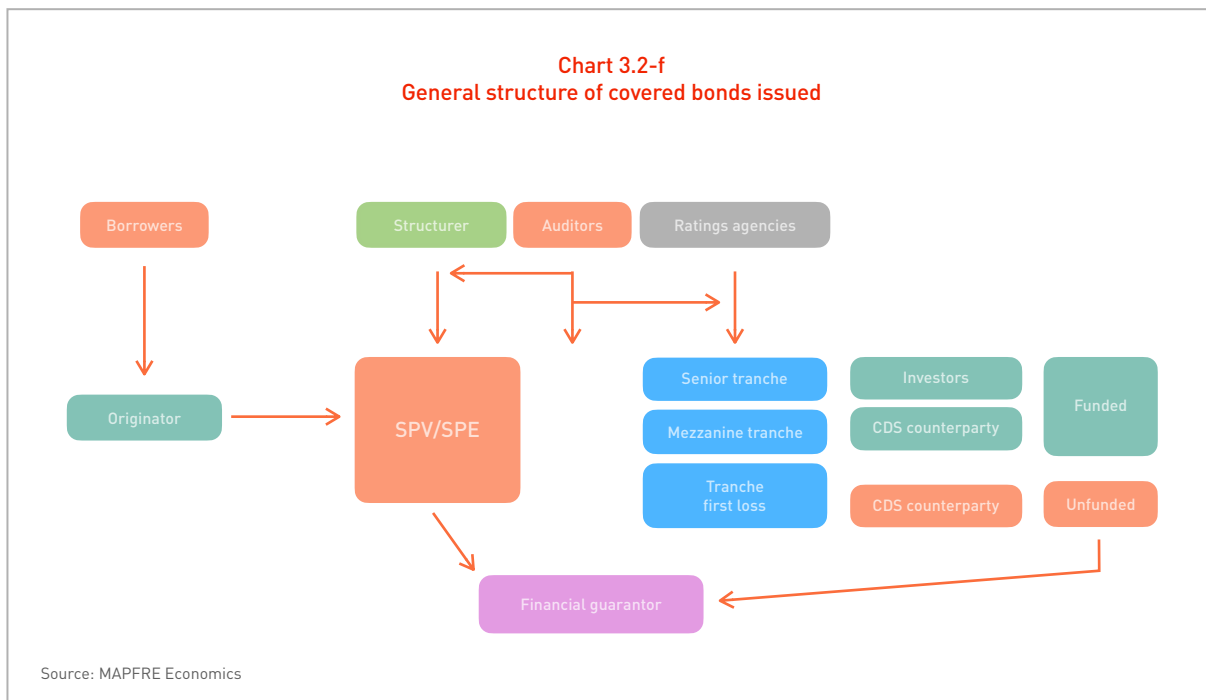 Chart 3.2-f
General structure of covered bonds issued
Borrowers
Structurer
Auditors
Ratings agencies
Originator
SPV/SPE
Senior tranche
Mezzanine tranche
Tranche
first loss
Investors
CDS counterparty
CDS counterparty
Funded
Unfunded
Financial guarantor
Source: MAPFRE Economics